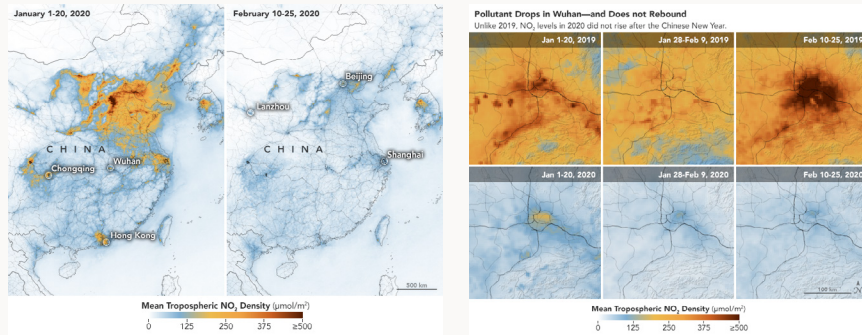 January 1-20, 2020
February 10-25, 2020
Beijing
Lanzhou
CHINA
CHINA
Wuhan
Shanghai
Chongqing
Hong Kong
500 km
Mean Tropospheric NO₂ Density (µmol/m²)
0 125 250 375 ≥500
Pollutant Drops in Wuhan—and Does not Rebound
Unlike 2019, NO₂ levels in 2020 did not rise after the Chinese New Year.
Jan 1-20, 2019
Jan 28-Feb 9, 2019
Feb 10-25, 2019
Jan 1-20, 2020
Jan 28-Feb 9, 2020
Feb 10-25, 2020
100 km
N
Mean Tropospheric NO₂ Density (µmol/m²)
0 125 250 375 ≥500